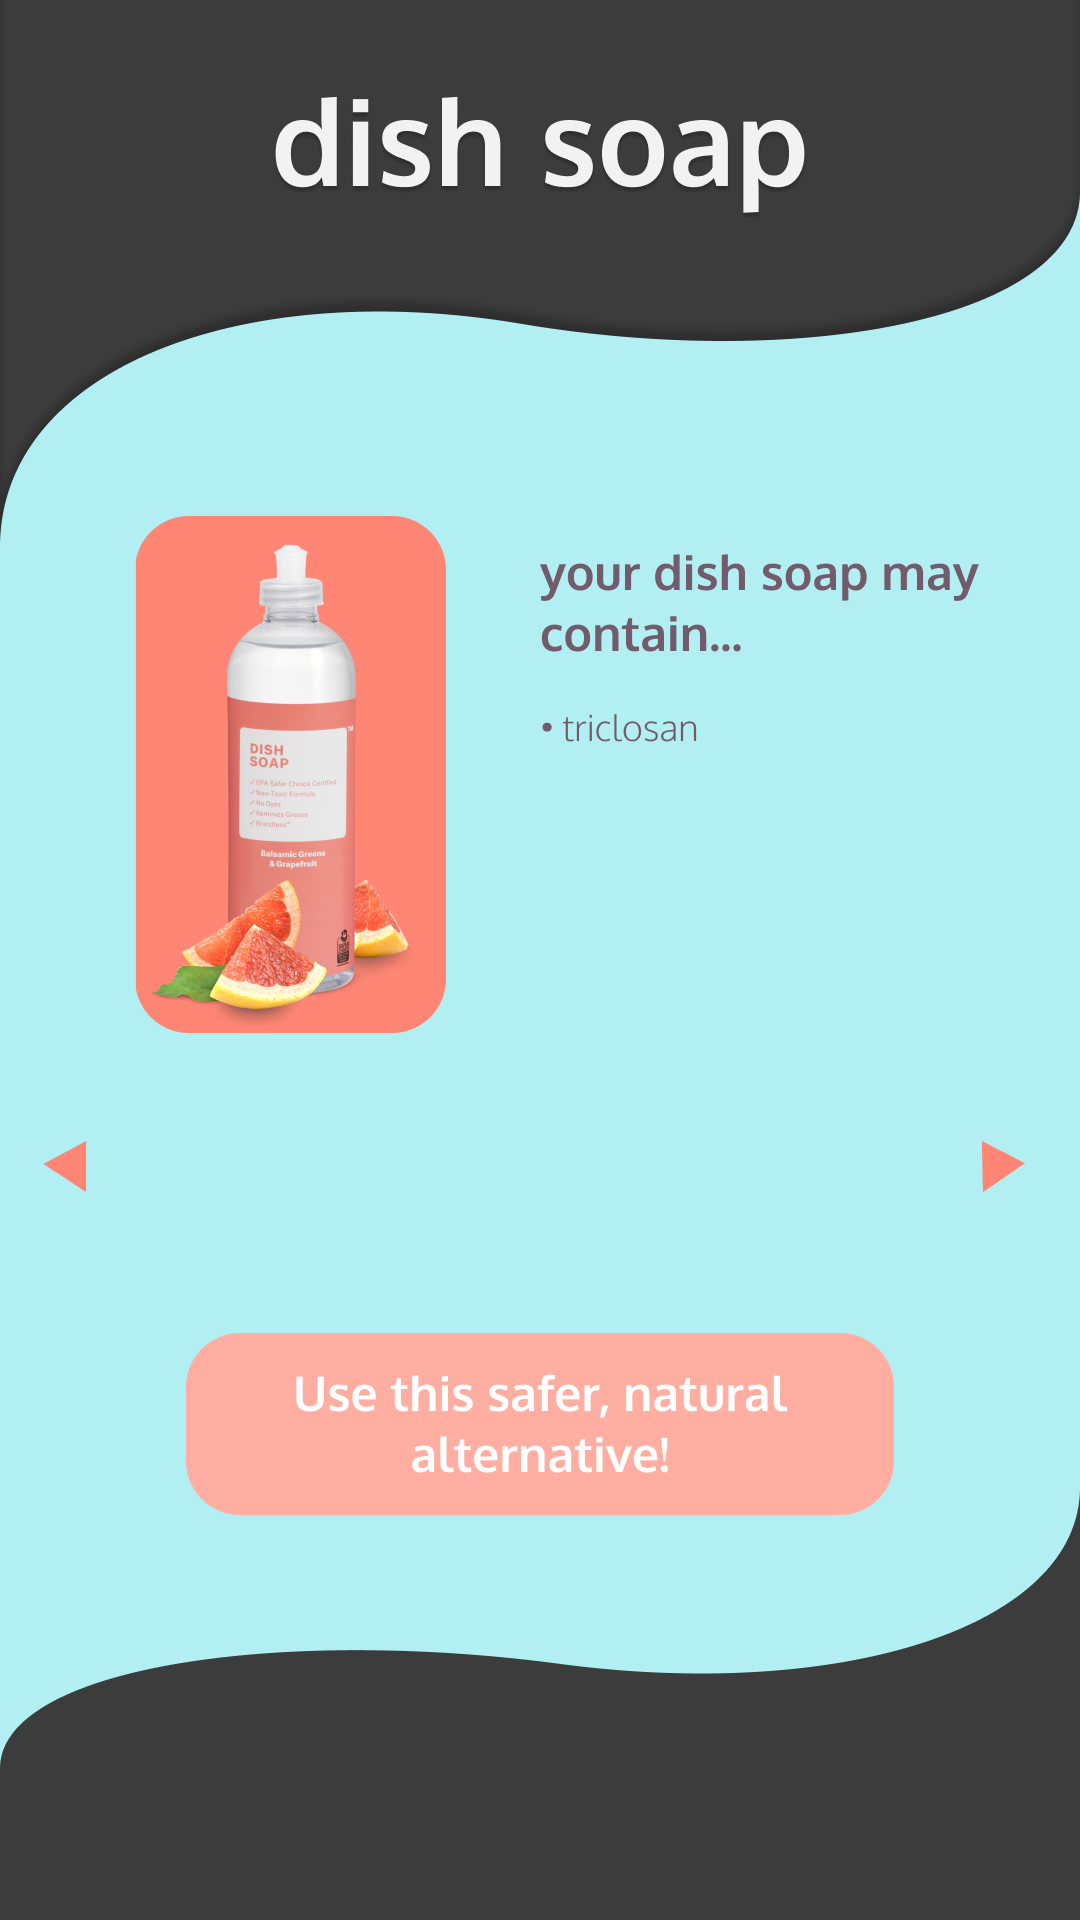 dish soap
your dish soap may
contain...
• triclosan
™
DISH
SOAP
✓EPA Safer Choice Certified
✓Non-Toxic Formula
✓No Dyes
✓Removes Grease
✓Brandless™
Balsamic Greens
& Grapefruit
Use this safer, natural
alternative!